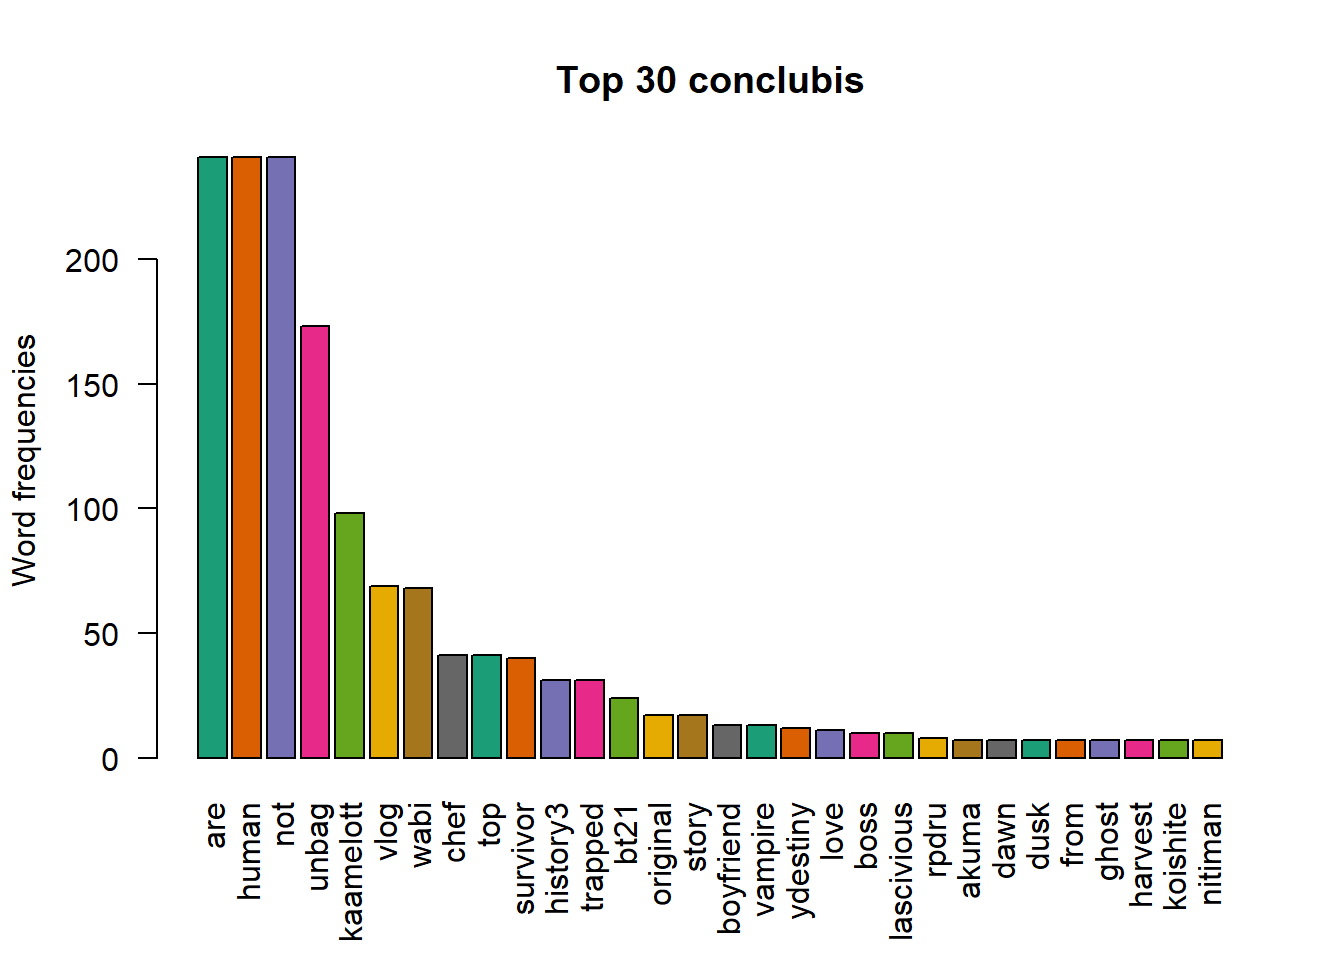 Top 30 conclubis
Word frequencies
200
150
100
50
0
are
human
not
unbag
kaamelott
vlog
wabi
chef
top
survivor
history3
trapped
bt21
original
story
boyfriend
vampire
ydestiny
love
boss
lascivious
rpdru
akuma
dawn
dusk
from
ghost
harvest
koishite
nitiman